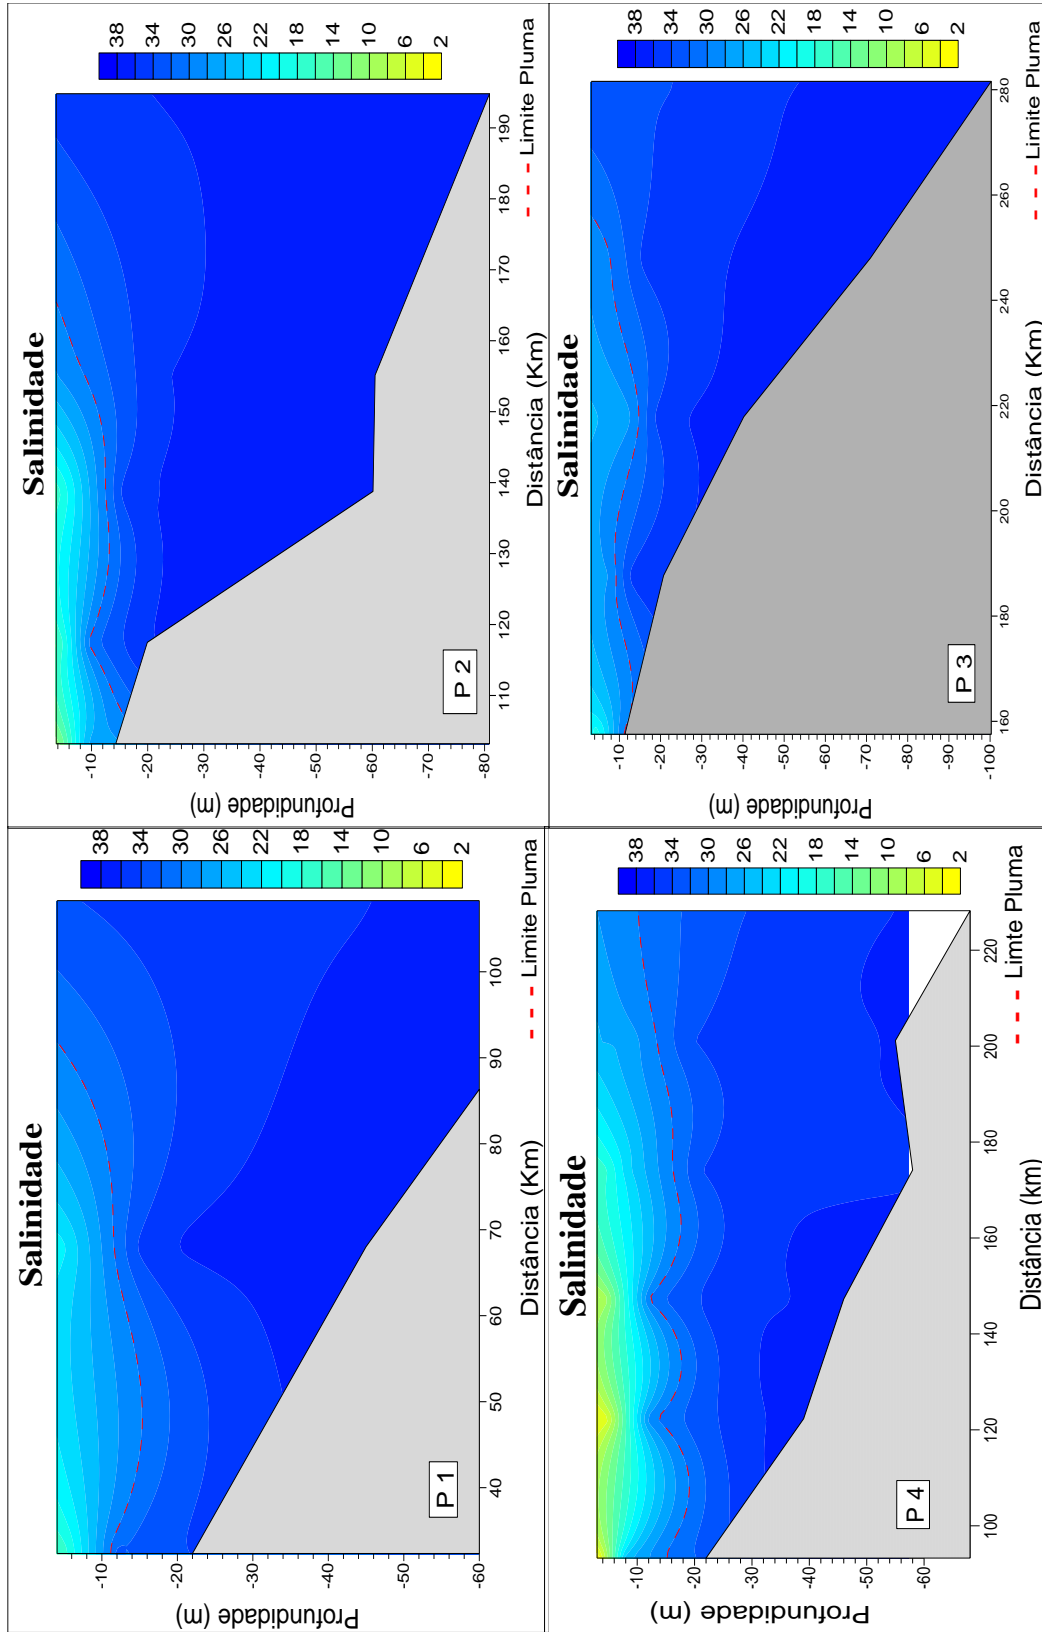 Salinidade
Profundidade (m)
-10
-20
-30
-40
-50
-60
P 1
40 50 60 70 80 90 100
Distância (Km)
Limite Pluma
38
34
30
26
22
18
14
10
6
2
Salinidade
Profundidade (m)
-10
-20
-30
-40
-50
-60
-70
-80
P 2
110 120 130 140 150 160 170 180 190
Distância (Km)
Limite Pluma
38
34
30
26
22
18
14
10
6
2
Salinidade
Profundidade (m)
-10
-20
-30
-40
-50
-60
P 4
100 120 140 160 180 200 220
Distância (km)
Limte Pluma
38
34
30
26
22
18
14
10
6
2
Salinidade
Profundidade (m)
-10
-20
-30
-40
-50
-60
-70
-80
-90
-100
P 3
160 180 200 220 240 260 280
Distância (Km)
Limite Pluma
38
34
30
26
22
18
14
10
6
2